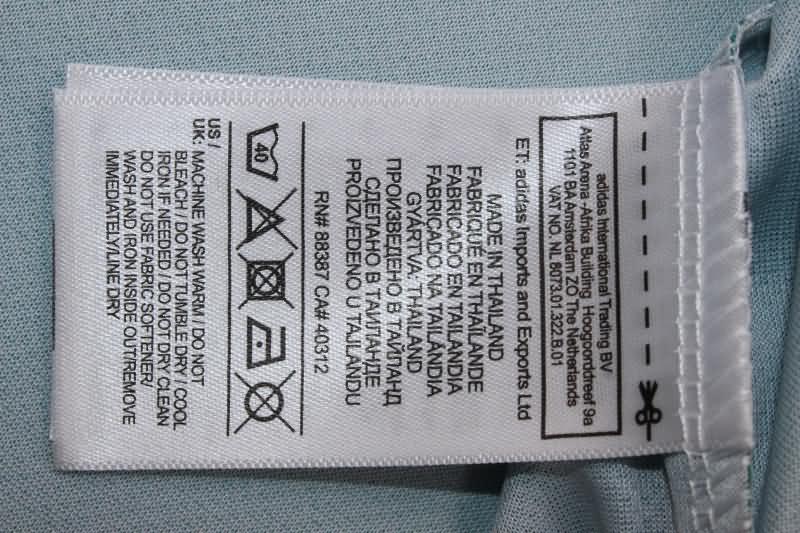 adidas International Trading BV
Atlas Arena -Afrika Building Hoogoorddreef 9a
1101 BA Amsterdam ZO The Netherlands
VAT NO. NL 8073.01.322.B.01
ET: adidas Imports and Exports Ltd
MADE IN THAILAND
FABRIQUÉ EN THAÏLANDE
FABRICADO EN TAILANDIA
FABRICADO NA TAILÂNDIA
GYÁRTVA: THAILAND
ПРОИЗВЕДЕНО В ТАЙЛАНД
СДЕЛАНО В ТАИЛАНДЕ
PROIZVEDENO U TAJLANDU
RN# 88387 CA# 40312
40
US /
UK: MACHINE WASH WARM / DO NOT
BLEACH / DO NOT TUMBLE DRY / COOL
IRON IF NEEDED / DO NOT DRY CLEAN
DO NOT USE FABRIC SOFTENER/
WASH AND IRON INSIDE OUT/REMOVE
IMMEDIATELY/LINE DRY